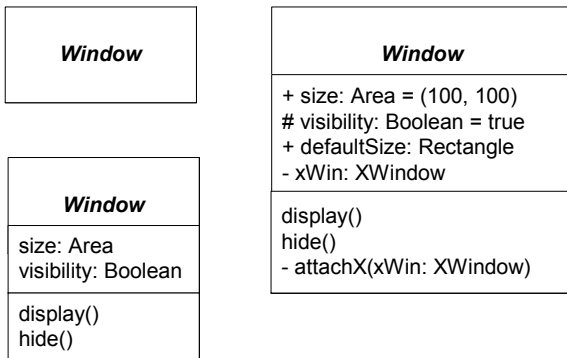 Window
Window
size: Area
visibility: Boolean
display()
hide()
Window
+ size: Area = (100, 100)
# visibility: Boolean = true
+ defaultSize: Rectangle
- xWin: XWindow
display()
hide()
- attachX(xWin: XWindow)